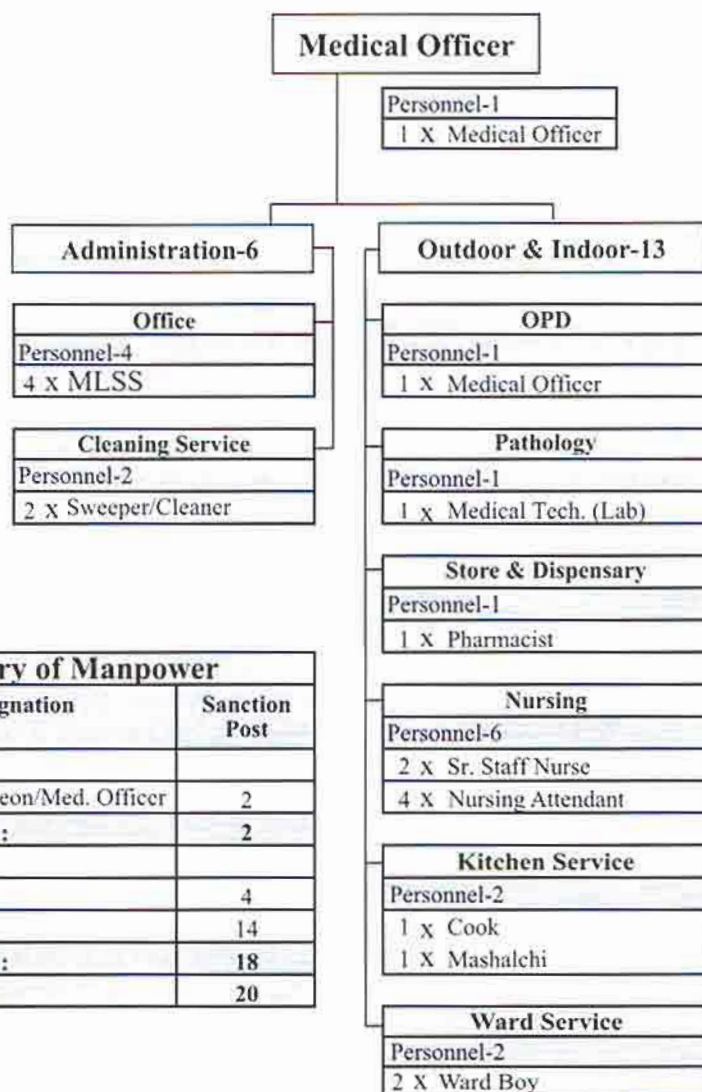 Medical Officer
Personnel-1
1 X Medical Officer
Administration-6
Office
Personnel-4
4 x MLSS
Cleaning Service
Personnel-2
2 x Sweeper/Cleaner
Outdoor & Indoor-13
OPD
Personnel-1
1 x Medical Officer
Pathology
Personnel-1
1 x Medical Tech. (Lab)
Store & Dispensary
Personnel-1
1 X Pharmacist
Nursing
Personnel-6
2 x Sr. Staff Nurse
4 X Nursing Attendant
Kitchen Service
Personnel-2
1 x Cook
1 X Mashalchi
Ward Service
Personnel-2
2 X Ward Boy
of Manpower
Sanction
Post
/Med. Officer 2
: 2
4
14
: 18
20